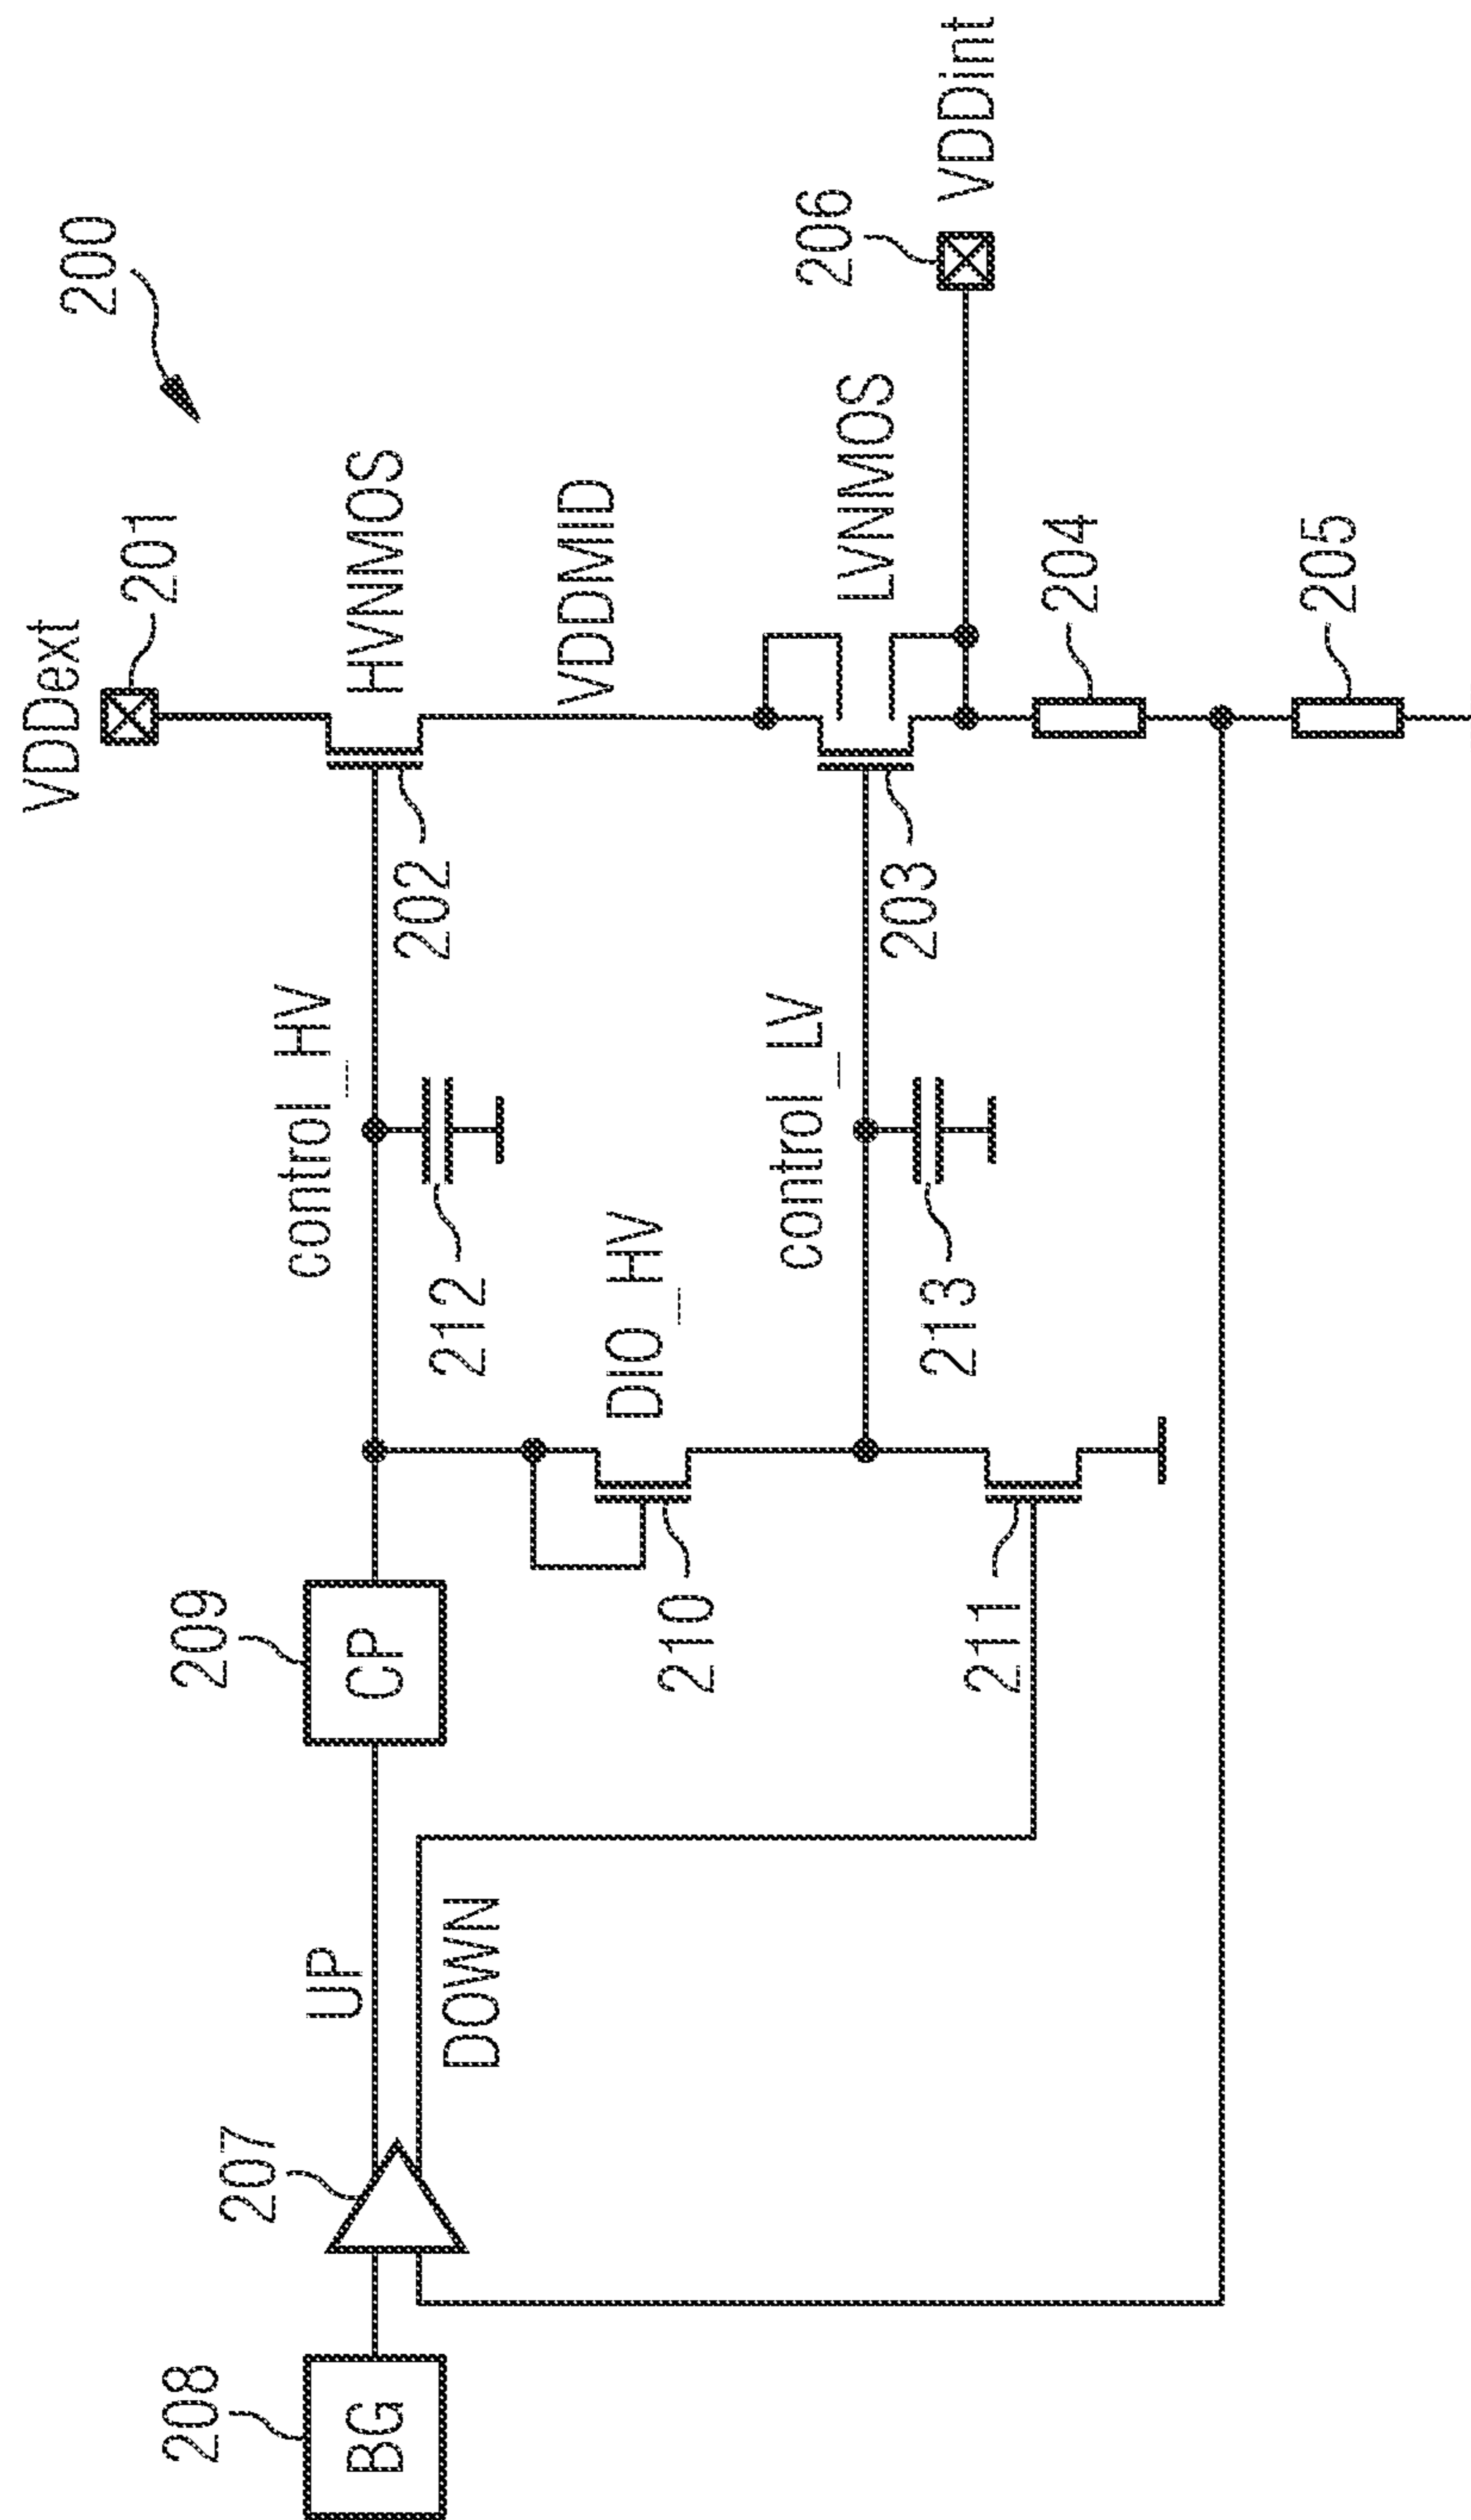 200
VDDext
201
HVNMOS
202
control_HV
212
VDDMID
LVNMOS
203
control_LV
213
206
VDDint
204
205
DIO_HV
210
211
209
CP
UP
DOWN
207
208
BG